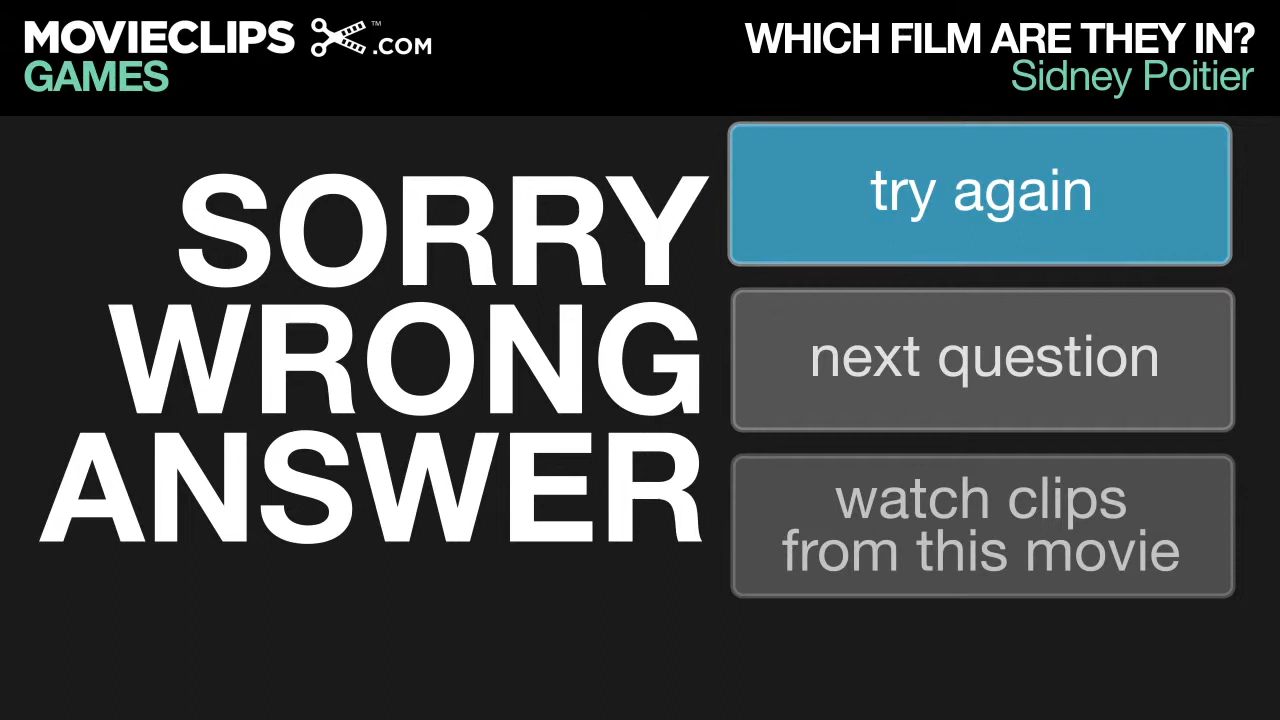 MOVIECLIPS .COM™
GAMES
WHICH FILM ARE THEY IN?
Sidney Poitier
SORRY
WRONG
ANSWER
try again
next question
watch clips
from this movie